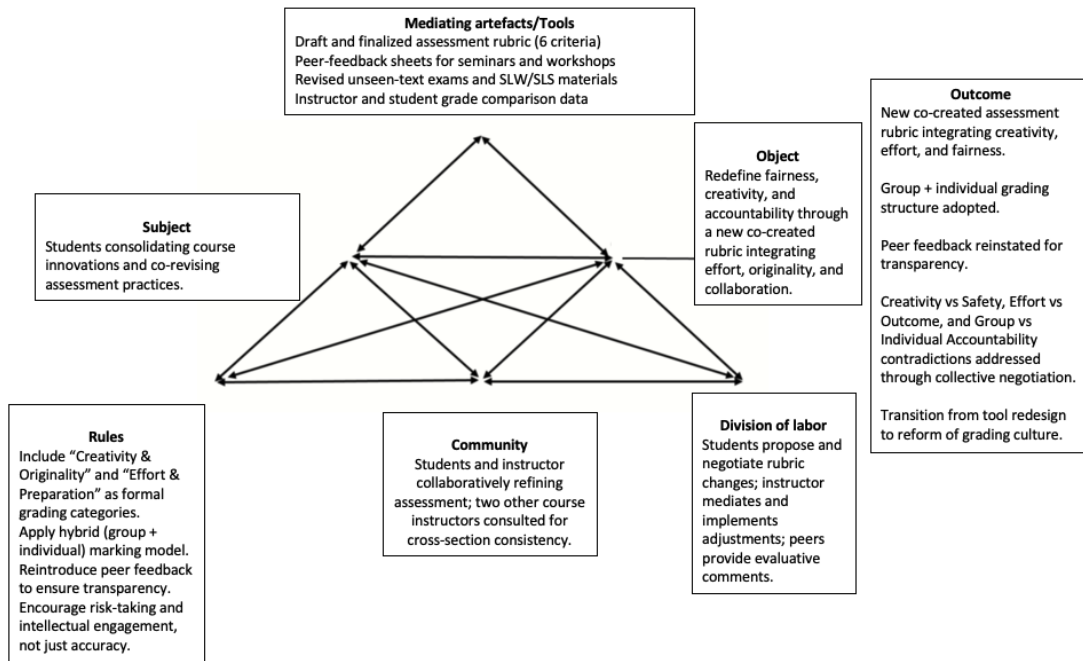 Mediating artefacts/Tools
Draft and finalized assessment rubric (6 criteria)
Peer-feedback sheets for seminars and workshops
Revised unseen-text exams and SLW/SLS materials
Instructor and student grade comparison data
Subject
Students consolidating course
innovations and co-revising
assessment practices.
Object
Redefine fairness,
creativity, and
accountability through
a new co-created
rubric integrating
effort, originality, and
collaboration.
Outcome
New co-created assessment
rubric integrating creativity,
effort, and fairness.
Group + individual grading
structure adopted.
Peer feedback reinstated for
transparency.
Creativity vs Safety, Effort vs
Outcome, and Group vs
Individual Accountability
contradictions addressed
through collective negotiation.
Transition from tool redesign
to reform of grading culture.
Rules
Include “Creativity &
Originality” and “Effort &
Preparation” as formal
grading categories.
Apply hybrid (group +
individual) marking model.
Reintroduce peer feedback
to ensure transparency.
Encourage risk-taking and
intellectual engagement,
not just accuracy.
Community
Students and instructor
collaboratively refining
assessment; two other course
instructors consulted for
cross-section consistency.
Division of labor
Students propose and
negotiate rubric
changes; instructor
mediates and
implements
adjustments; peers
provide evaluative
comments.